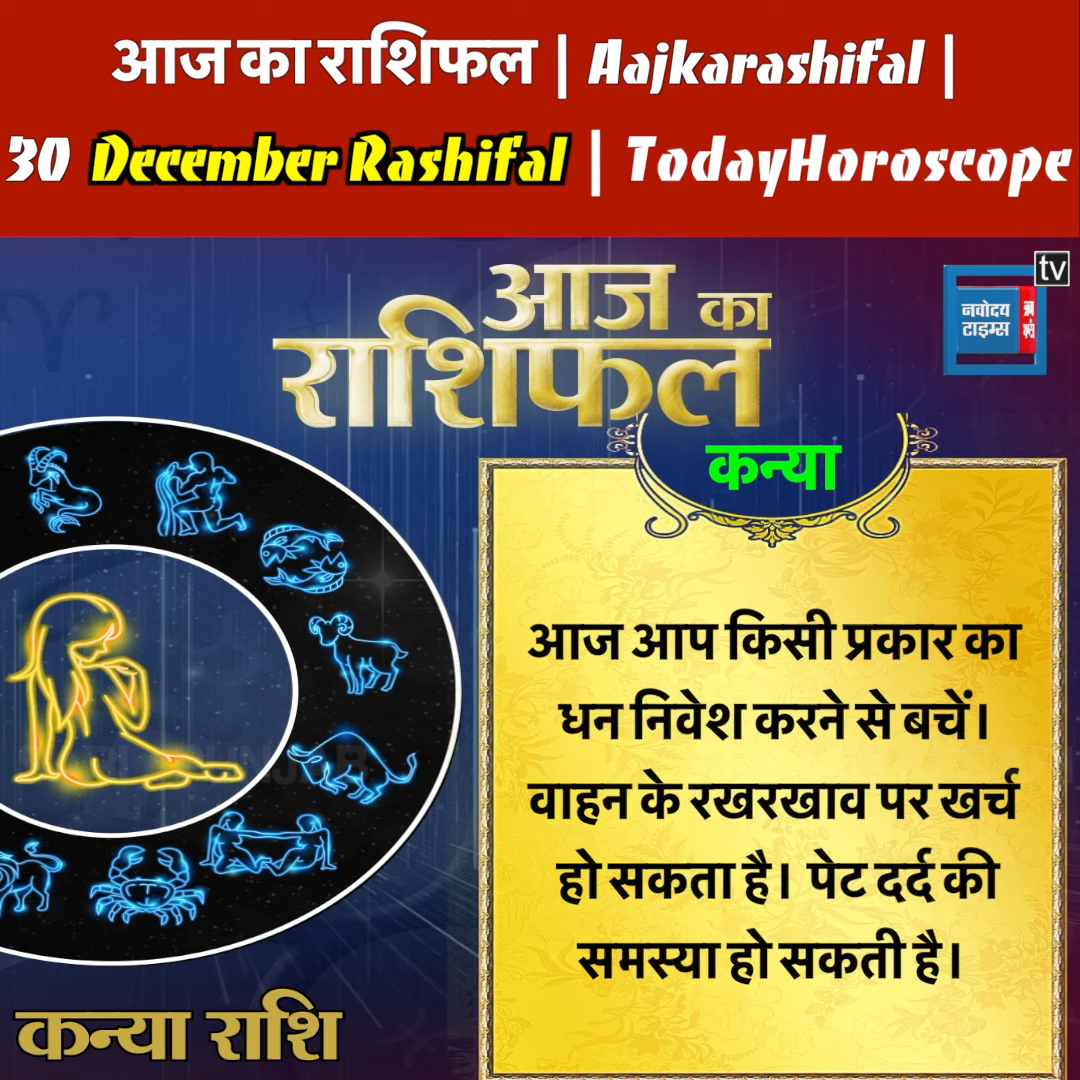 आज का राशिफल | Aajkarashifal |
30 December Rashifal | TodayHoroscope
आज का
राशिफल
tv
नवोदय
टाइम्स
कन्या
आज आप किसी प्रकार का
धन निवेश करने से बचें।
वाहन के रखरखाव पर खर्च
हो सकता है। पेट दर्द की
समस्या हो सकती है।
कन्या राशि